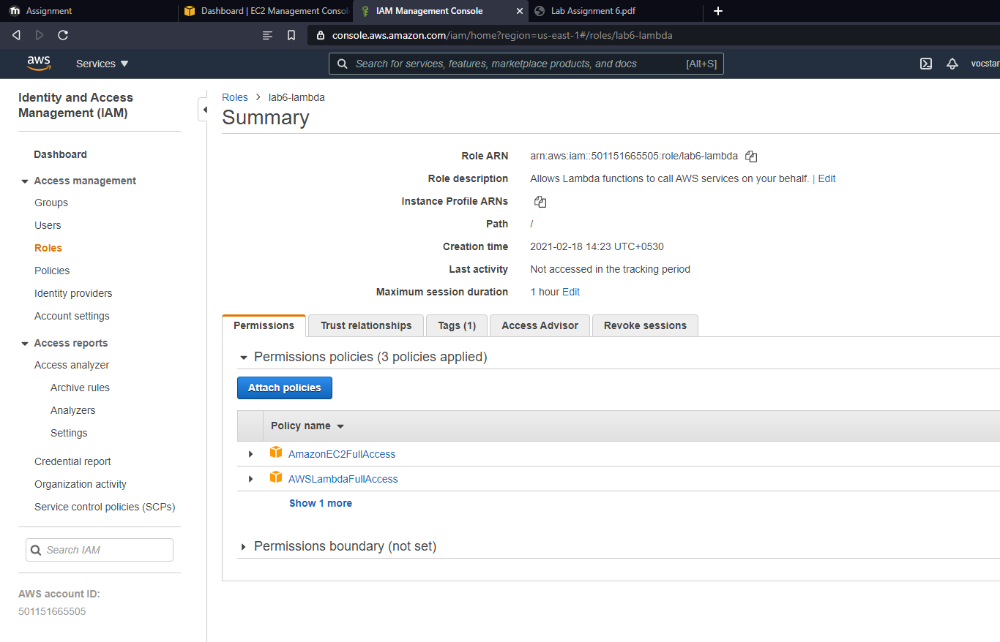 Assignment
Dashboard | EC2 Management Consol
IAM Management Console
Lab Assignment 6.pdf
console.aws.amazon.com/iam/home?region=us-east-1#/roles/lab6-lambda
aws
Services
Search for services, features, marketplace products, and docs
[Alt+S]
vocstar
Identity and Access
Management (IAM)
Dashboard
Access management
Groups
Users
Roles
Policies
Identity providers
Account settings
Access reports
Access analyzer
Archive rules
Analyzers
Settings
Credential report
Organization activity
Service control policies (SCPs)
Search IAM
AWS account ID:
501151665505
Roles > lab6-lambda
Summary
Role ARN arn:aws:iam::501151665505:role/lab6-lambda
Role description Allows Lambda functions to call AWS services on your behalf. | Edit
Instance Profile ARNs
Path /
Creation time 2021-02-18 14:23 UTC+0530
Last activity Not accessed in the tracking period
Maximum session duration 1 hour Edit
Permissions
Trust relationships
Tags (1)
Access Advisor
Revoke sessions
Permissions policies (3 policies applied)
Attach policies
Policy name
AmazonEC2FullAccess
AWSLambdaFullAccess
Show 1 more
Permissions boundary (not set)